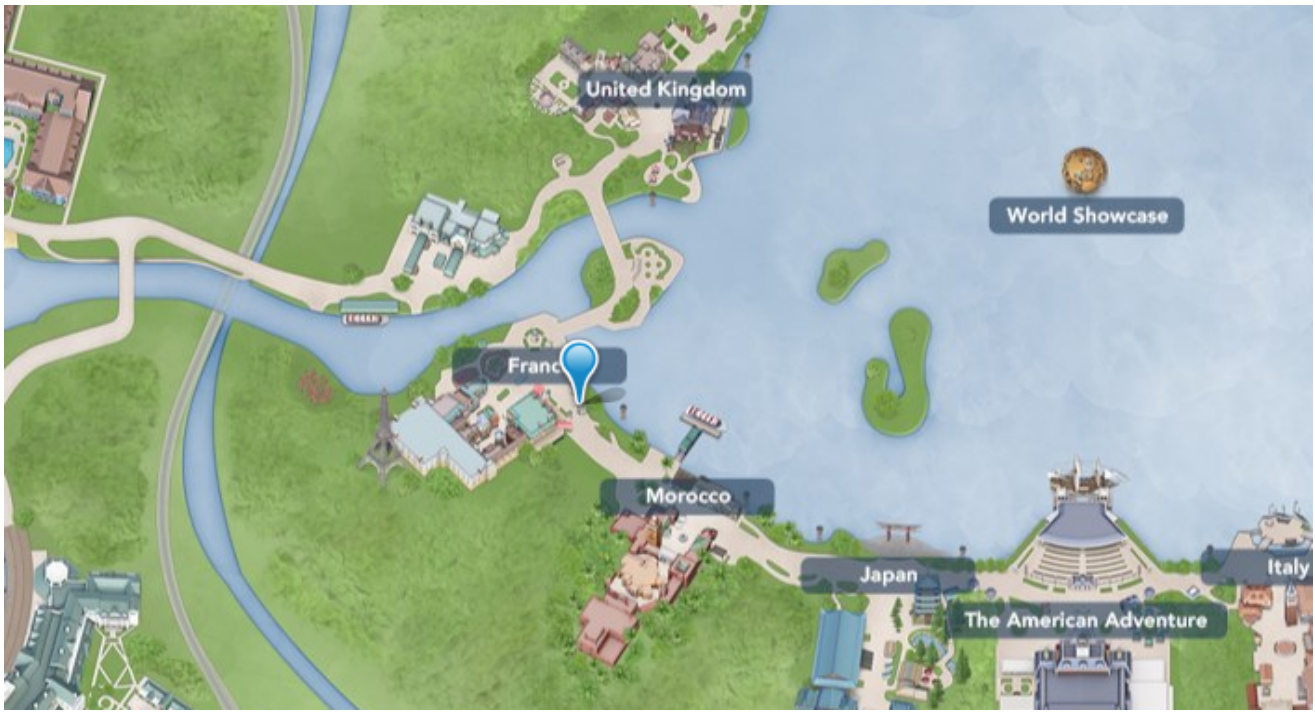 United Kingdom
World Showcase
Franc
Morocco
Japan
Italy
The American Adventure